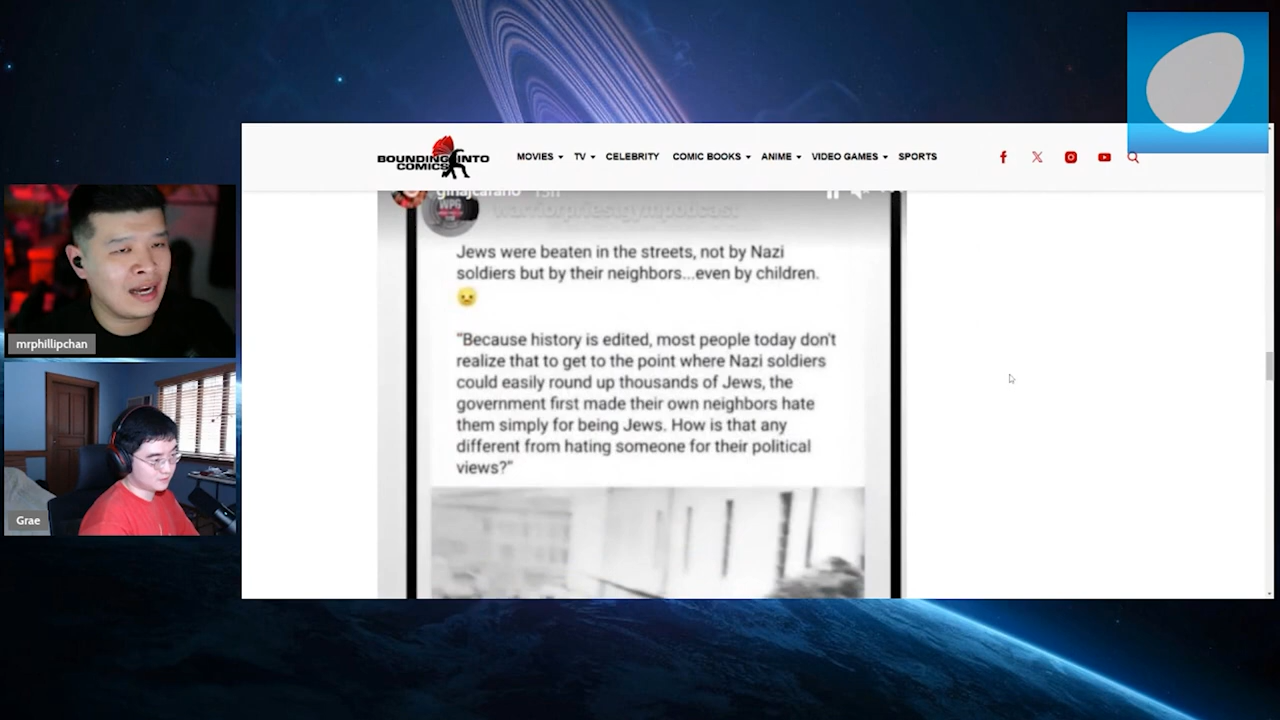 BOUNDING INTO
COMICS
MOVIES TV CELEBRITY COMIC BOOKS ANIME VIDEO GAMES SPORTS
ginajcarano 15h
WPG
warriorpriestgympodcast
Jews were beaten in the streets, not by Nazi
soldiers but by their neighbors...even by children.
"Because history is edited, most people today don't
realize that to get to the point where Nazi soldiers
could easily round up thousands of Jews, the
government first made their own neighbors hate
them simply for being Jews. How is that any
different from hating someone for their political
views?"
mrphillipchan
Grae